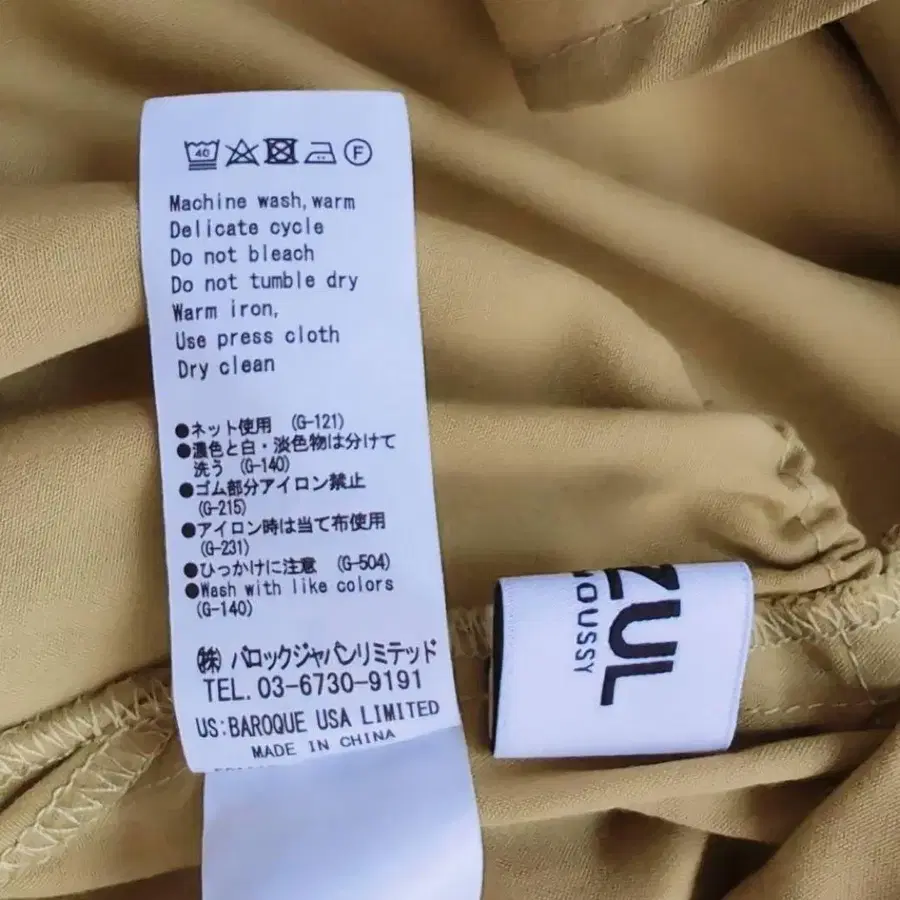 40
F
Machine wash, warm
Delicate cycle
Do not bleach
Do not tumble dry
Warm iron,
Use press cloth
Dry clean
●ネット使用 (G-121)
●濃色と白・淡色物は分けて
洗う (G-140)
●ゴム部分アイロン禁止
(G-215)
●アイロン時は当て布使用
(G-231)
●ひっかけに注意 (G-504)
●Wash with like colors
(G-140)
㈱ バロックジャパンリミテッド
TEL. 03-6730-9191
US:BAROQUE USA LIMITED
MADE IN CHINA
ZUL
OUSSY